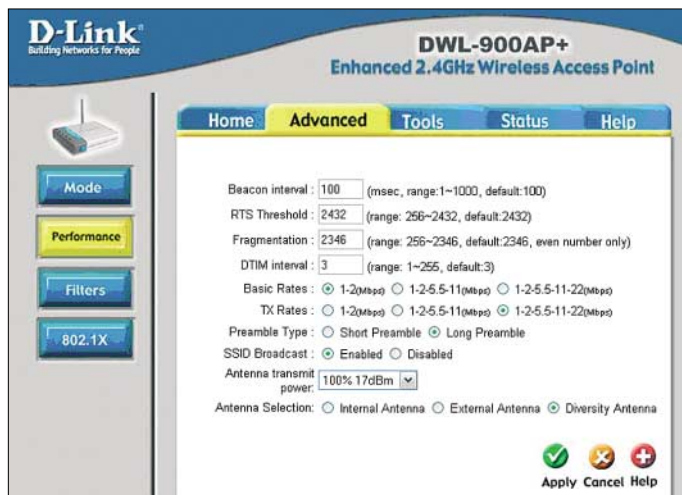 D-Link
Building Networks for People
DWL-900AP+
Enhanced 2.4GHz Wireless Access Point
Home Advanced Tools Status Help
Mode
Performance
Filters
802.1X
Beacon interval : 100 (msec, range:1~1000, default:100)
RTS Threshold : 2432 (range: 256~2432, default:2432)
Fragmentation : 2346 (range: 256~2346, default:2346, even number only)
DTIM interval : 3 (range: 1~255, default:3)
Basic Rates : 1-2(Mbps) 1-2-5.5-11(Mbps) 1-2-5.5-11-22(Mbps)
TX Rates : 1-2(Mbps) 1-2-5.5-11(Mbps) 1-2-5.5-11-22(Mbps)
Preamble Type : Short Preamble Long Preamble
SSID Broadcast : Enabled Disabled
Antenna transmit power: 100% 17dBm
Antenna Selection: Internal Antenna External Antenna Diversity Antenna
Apply Cancel Help